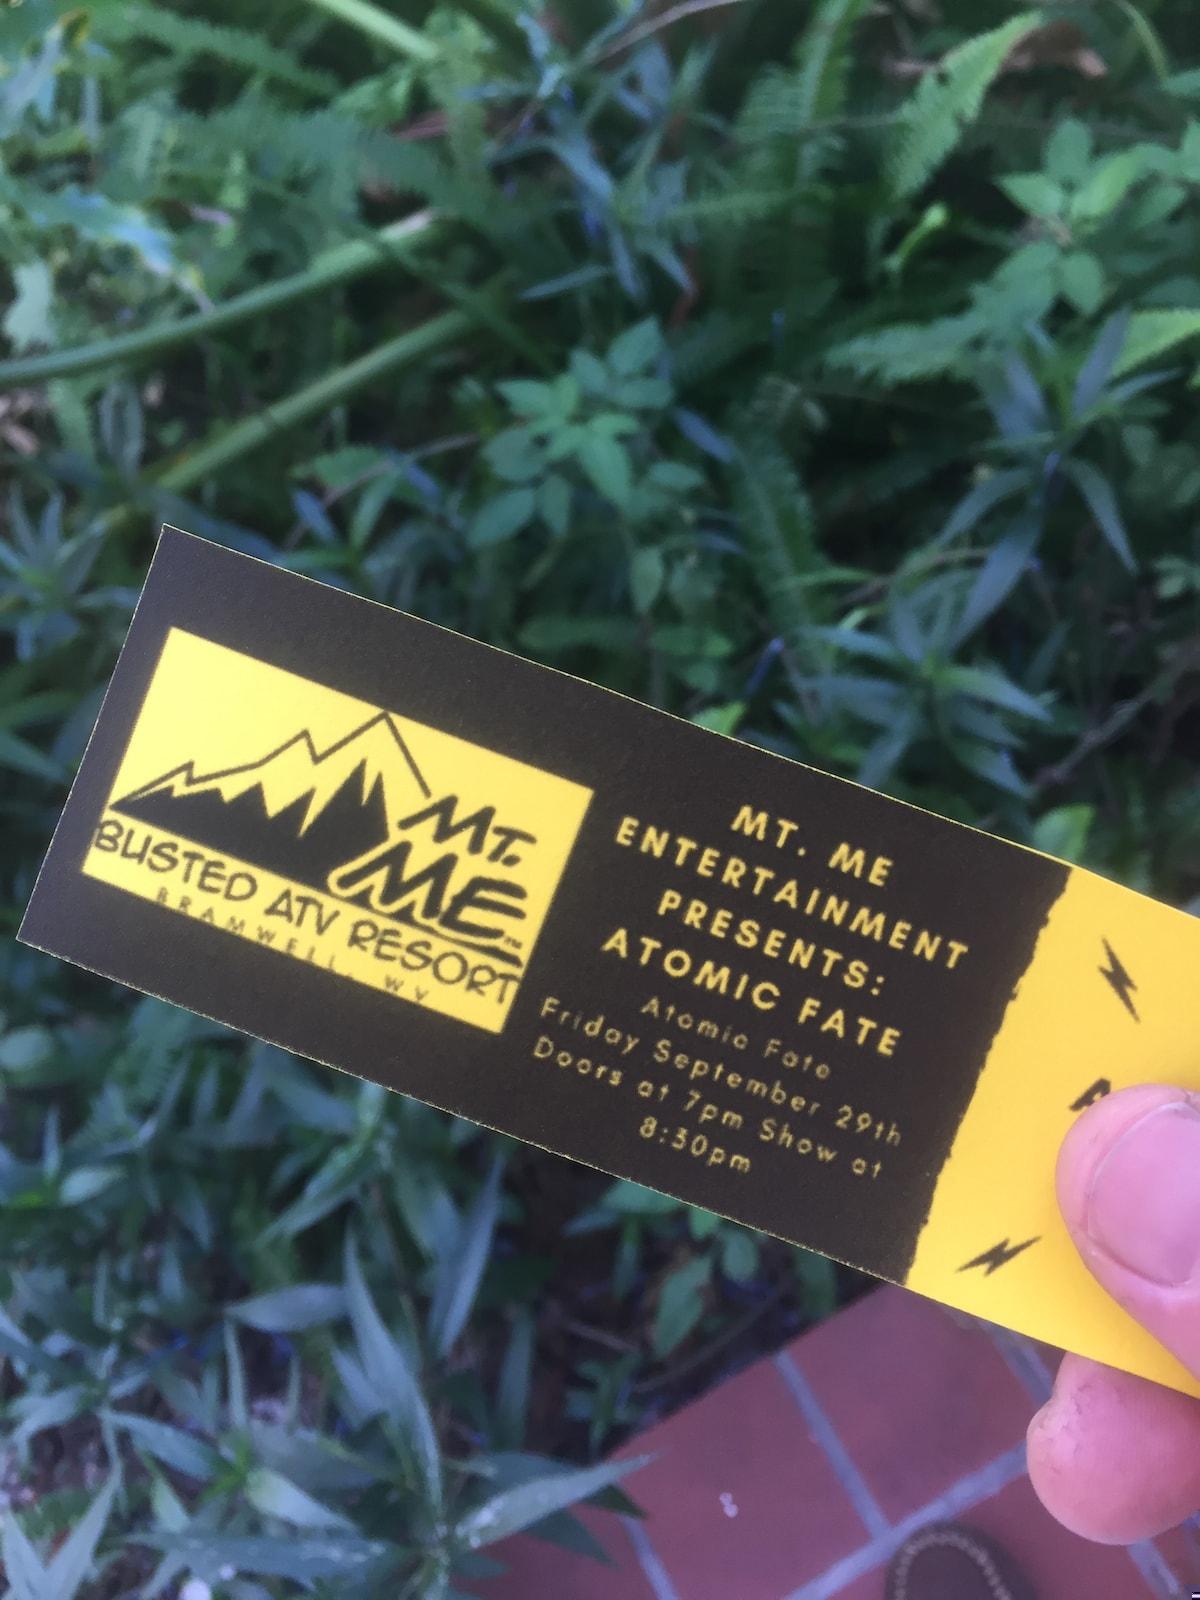 MT.
ME™
BUSTED ATV RESORT
BRAMWELL, WV
MT. ME
ENTERTAINMENT
PRESENTS:
ATOMIC FATE
Atomic Fate
Friday September 29th
Doors at 7pm Show at
8:30pm
A